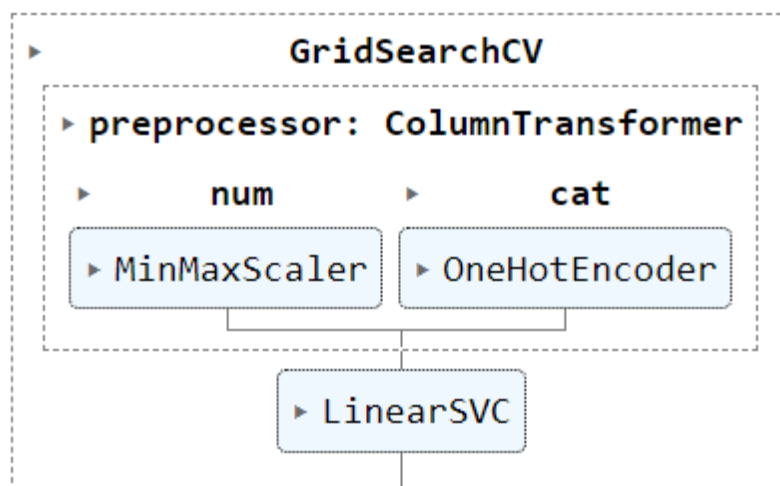 GridSearchCV
preprocessor: ColumnTransformer
num cat
MinMaxScaler OneHotEncoder
LinearSVC